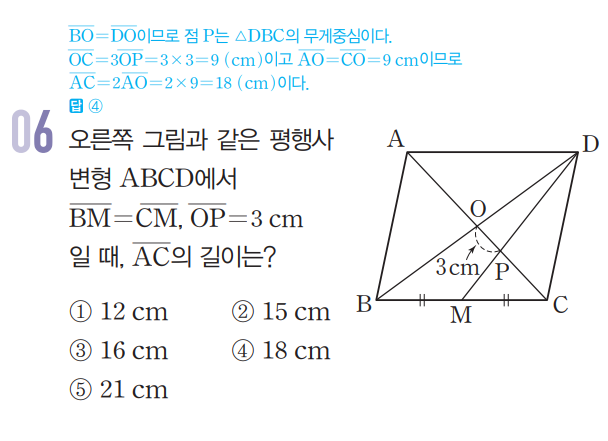 BO=DO이므로 점 P는 △DBC의 무게중심이다.
OC=3OP=3×3=9 (cm)이고 AO=CO=9 cm이므로
AC=2AO=2×9=18 (cm)이다.
답 ④
06 오른쪽 그림과 같은 평행사
변형 ABCD에서
BM=CM, OP=3 cm
일 때, AC의 길이는?
① 12 cm ② 15 cm
③ 16 cm ④ 18 cm
⑤ 21 cm
A D
O
3cm P
B M C